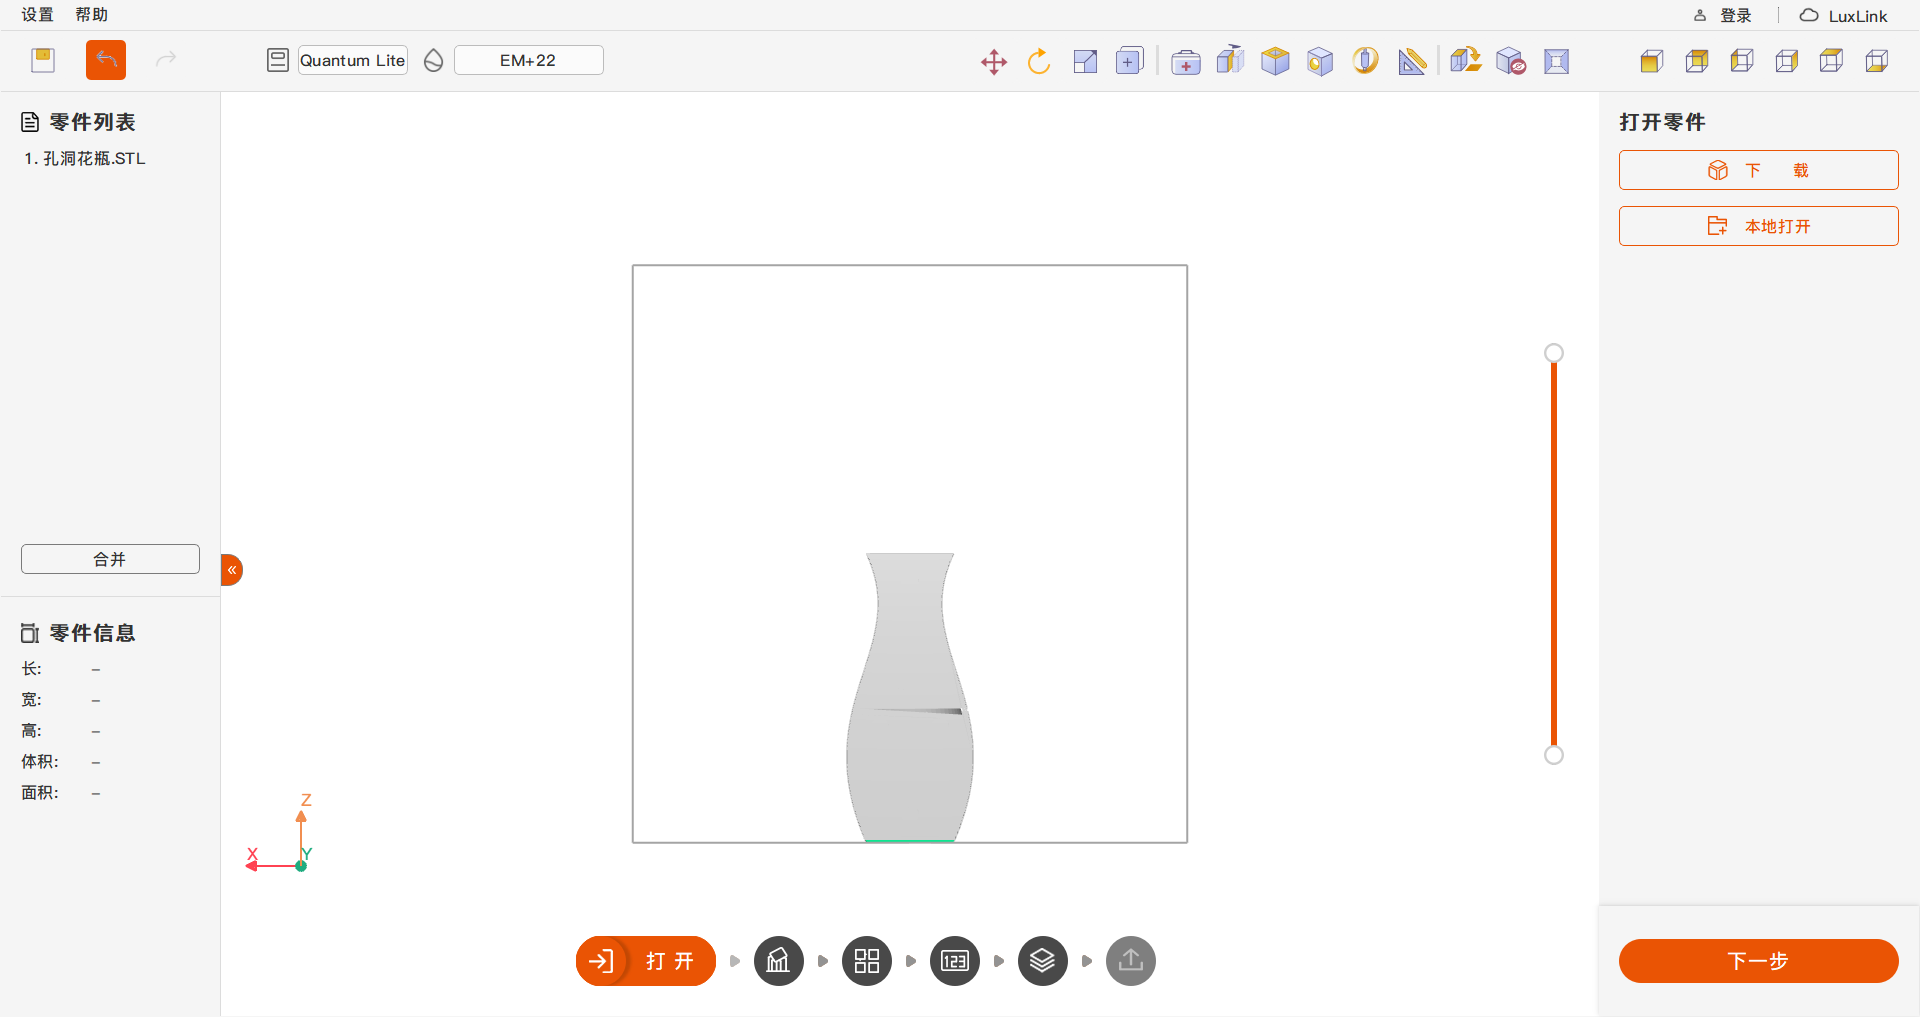 设置 帮助 登录 LuxLink
Quantum Lite EM+22
零件列表
1. 孔洞花瓶.STL
合并
零件信息
长: –
宽: –
高: –
体积: –
面积: –
Z
X Y
打开
123
打开零件
下 载
本地打开
下一步